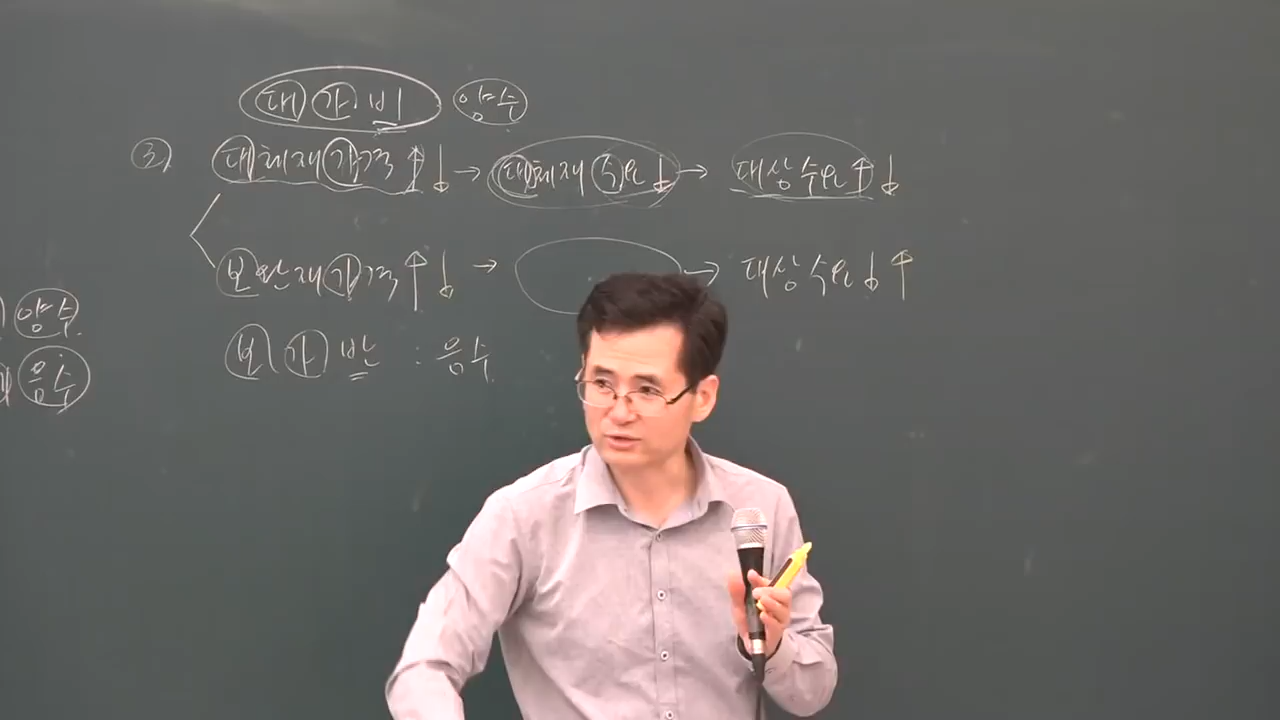 대 가 비 양수
③ 대체재 가격 ↑ ↓ → 대체재 수요 ↓ → 대상 수요 ↑ ↓
보완재 가격 ↑ ↓ → → 대상 수요 ↓ ↑
보 가 반 : 음수
양수
음수